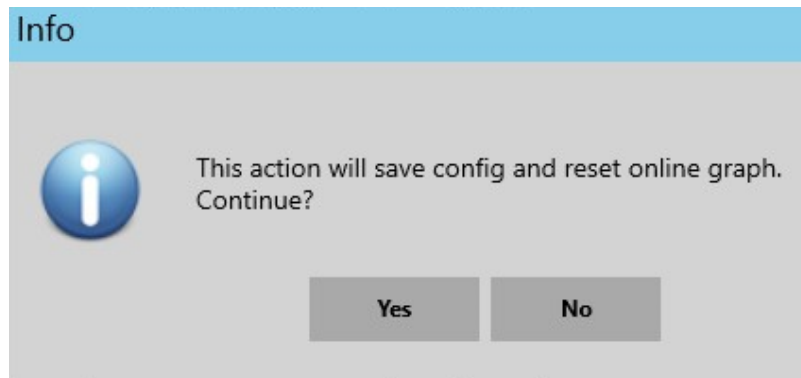 Info
This action will save config and reset online graph.
Continue?
Yes No